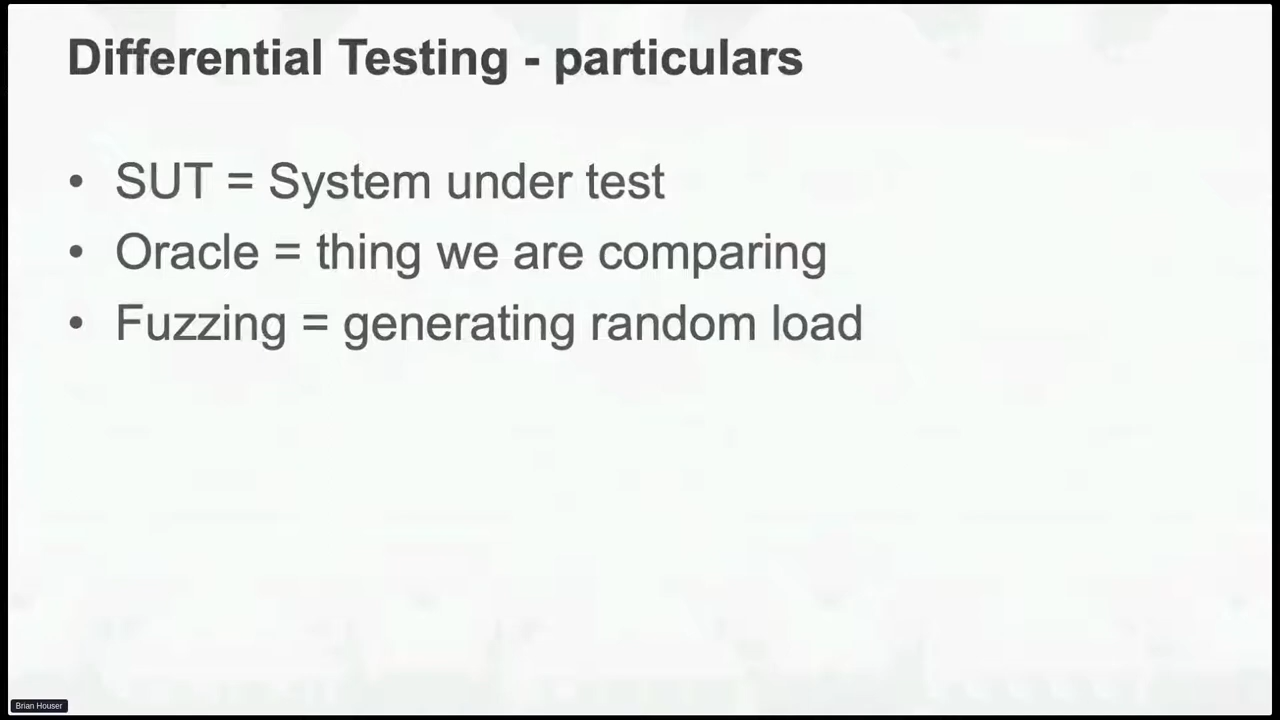 Differential Testing - particulars
• SUT = System under test
• Oracle = thing we are comparing
• Fuzzing = generating random load
Brian Houser